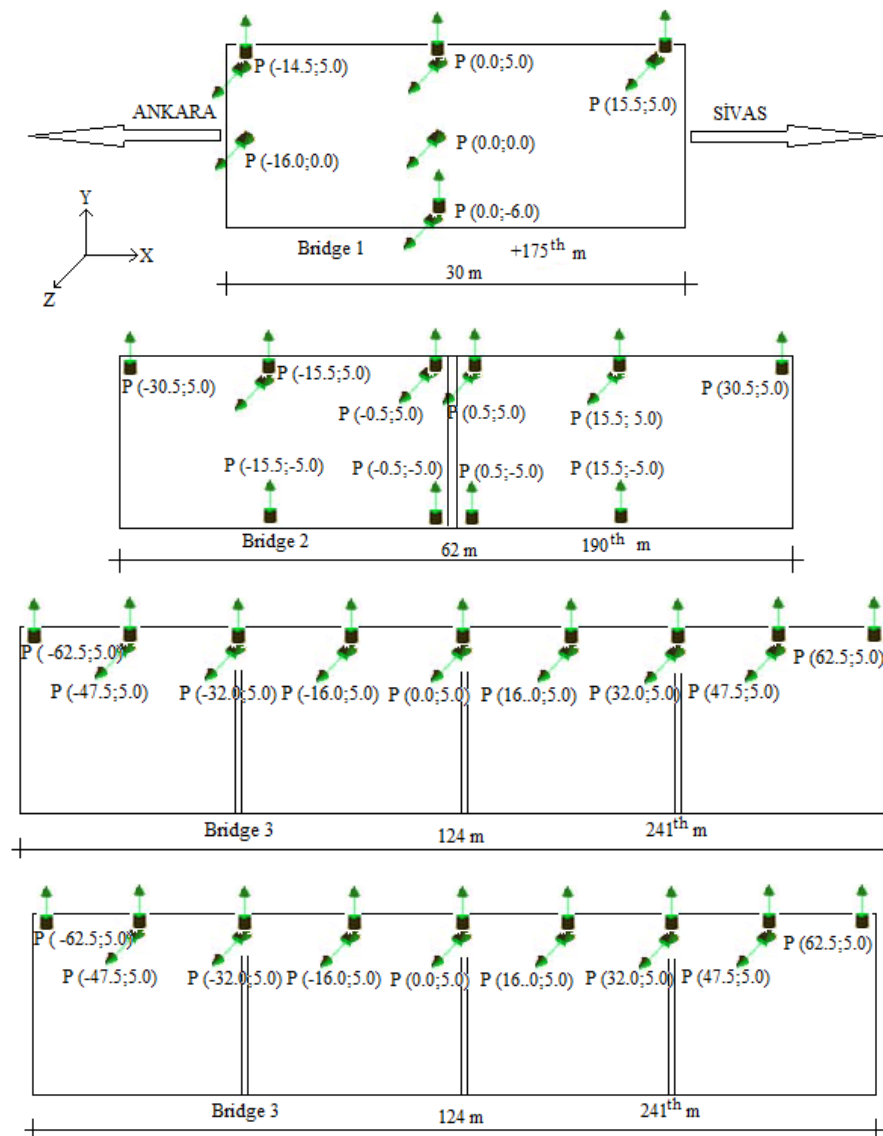 P (-14.5;5.0)
P (0.0;5.0)
P (15.5;5.0)
ANKARA
SİVAS
P (-16.0;0.0)
P (0.0;0.0)
P (0.0;-6.0)
Y
X
Z
Bridge 1
+175th m
30 m
P (-30.5;5.0)
P (-15.5;5.0)
P (-0.5;5.0)
P (0.5;5.0)
P (15.5; 5.0)
P (30.5;5.0)
P (-15.5;-5.0)
P (-0.5;-5.0)
P (0.5;-5.0)
P (15.5;-5.0)
Bridge 2
62 m
190th m
P ( -62.5;5.0)
P (-47.5;5.0)
P (-32.0;5.0)
P (-16.0;5.0)
P (0.0;5.0)
P (16..0;5.0)
P (32.0;5.0)
P (47.5;5.0)
P (62.5;5.0)
Bridge 3
124 m
241th m
P ( -62.5;5.0)
P (-47.5;5.0)
P (-32.0;5.0)
P (-16.0;5.0)
P (0.0;5.0)
P (16..0;5.0)
P (32.0;5.0)
P (47.5;5.0)
P (62.5;5.0)
Bridge 3
124 m
241th m